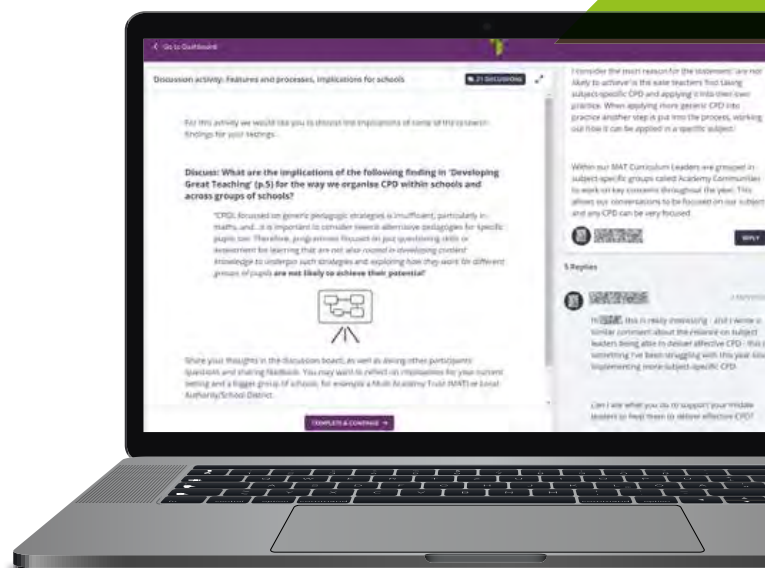 Go to Dashboard
Discussion activity: Features and processes, implications for schools
21 DISCUSSIONS
For this activity we would like you to discuss the implications of some of the research
findings for your settings.
Discuss: What are the implications of the following finding in 'Developing
Great Teaching' (p.5) for the way we organise CPD within schools and
across groups of schools?
"CPDL focussed on generic pedagogic strategies is insufficient, particularly in
maths, and... it is important to consider alternative pedagogies for specific
pupils too. Therefore, programmes focused on just questioning skills or
assessment for learning that are not also rooted in developing content
knowledge to underpin such strategies and exploring how they work for different
groups of pupils are not likely to achieve their potential"
Share your thoughts in the discussion board, as well as asking other participants
questions and sharing feedback. You may want to reflect on implications for your current
setting and a bigger group of schools, for example a Multi Academy Trust (MAT) or Local
Authority/School District.
COMPLETE & CONTINUE
I consider the main reason for the statement 'are not
likely to achieve' is the ease teachers find taking
subject-specific CPD and applying it into their own
practice. When applying more generic CPD into
practice another step is put into the process, working
out how it can be applied in a specific subject.
Within our MAT Curriculum Leaders are grouped in
subject-specific groups called Academy Communities
to work on key concerns throughout the year. This
allows our conversations to be focused on our subject
and any CPD can be very focused.
REPLY
5 Replies
Hi this is really interesting - and I wrote a
similar comment about the reliance on subject
leaders being able to deliver effective CPD - this is
something I've been struggling with this year
implementing more subject-specific CPD.
Can I ask what you do to support your middle
leaders to help them to deliver effective CPD?